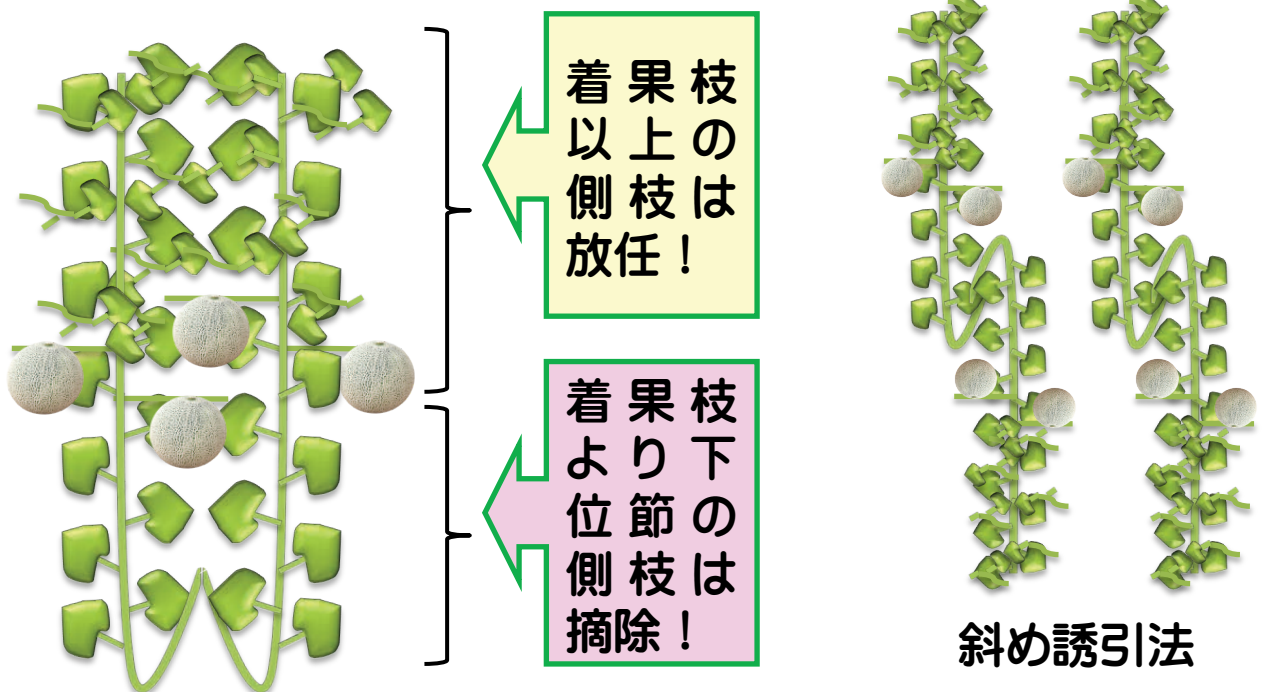 着果枝
以上の
側枝は
放任！
着果枝
より下
位節の
側枝は
摘除！
斜め誘引法